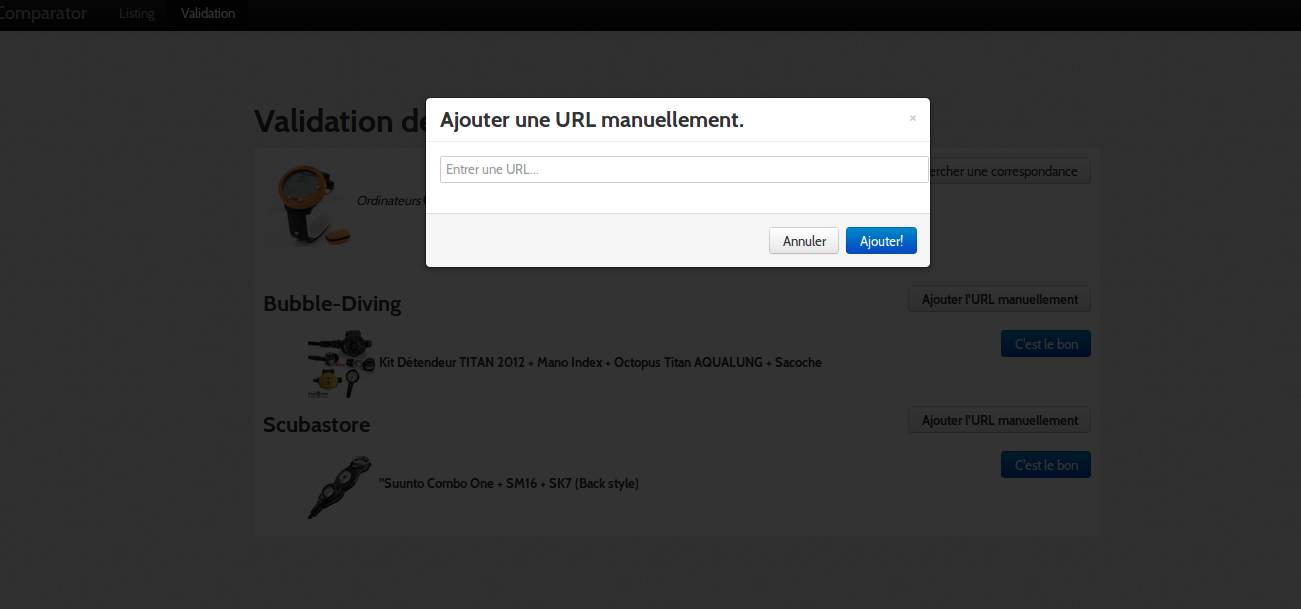 Comparator Listing Validation
Validation de
Ajouter une URL manuellement. ×
Entrer une URL...
ercher une correspondance
Ordinateurs
Annuler Ajouter!
Bubble-Diving Ajouter l'URL manuellement
C'est le bon
Kit Détendeur TITAN 2012 + Mano Index + Octopus Titan AQUALUNG + Sacoche
Scubastore Ajouter l'URL manuellement
C'est le bon
"Suunto Combo One + SM16 + SK7 (Back style)